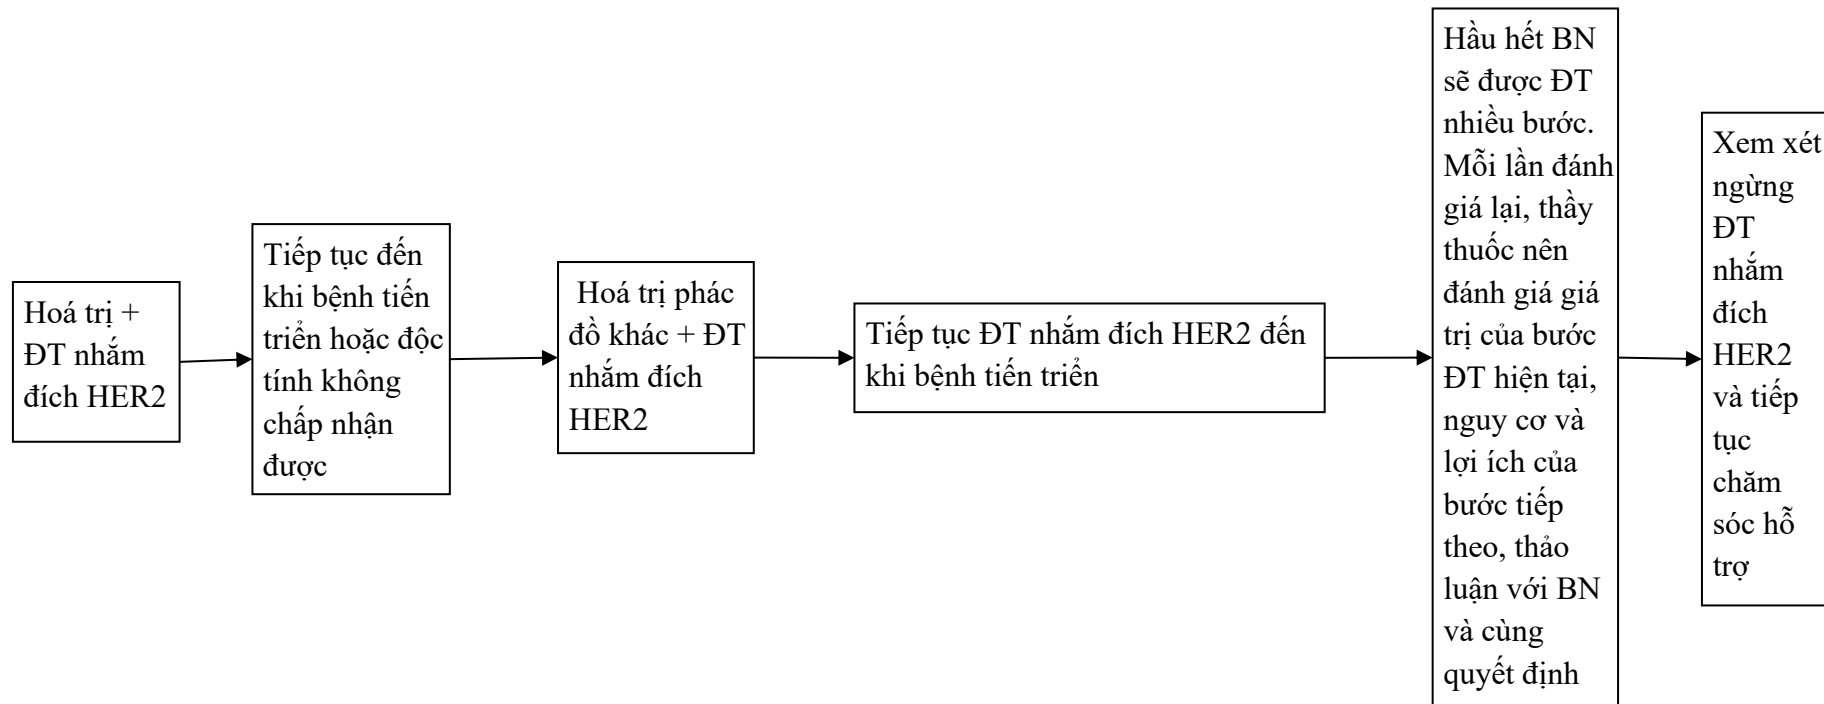 Hoá trị +
ĐT nhắm
đích HER2
Tiếp tục đến
khi bệnh tiến
triển hoặc độc
tính không
chấp nhận
được
Hoá trị phác
đồ khác + ĐT
nhắm đích
HER2
Tiếp tục ĐT nhắm đích HER2 đến
khi bệnh tiến triển
Hầu hết BN
sẽ được ĐT
nhiều bước.
Mỗi lần đánh
giá lại, thầy
thuốc nên
đánh giá giá
trị của bước
ĐT hiện tại,
nguy cơ và
lợi ích của
bước tiếp
theo, thảo
luận với BN
và cùng
quyết định
Xem xét
ngừng
ĐT
nhắm
đích
HER2
và tiếp
tục
chăm
sóc hỗ
trợ